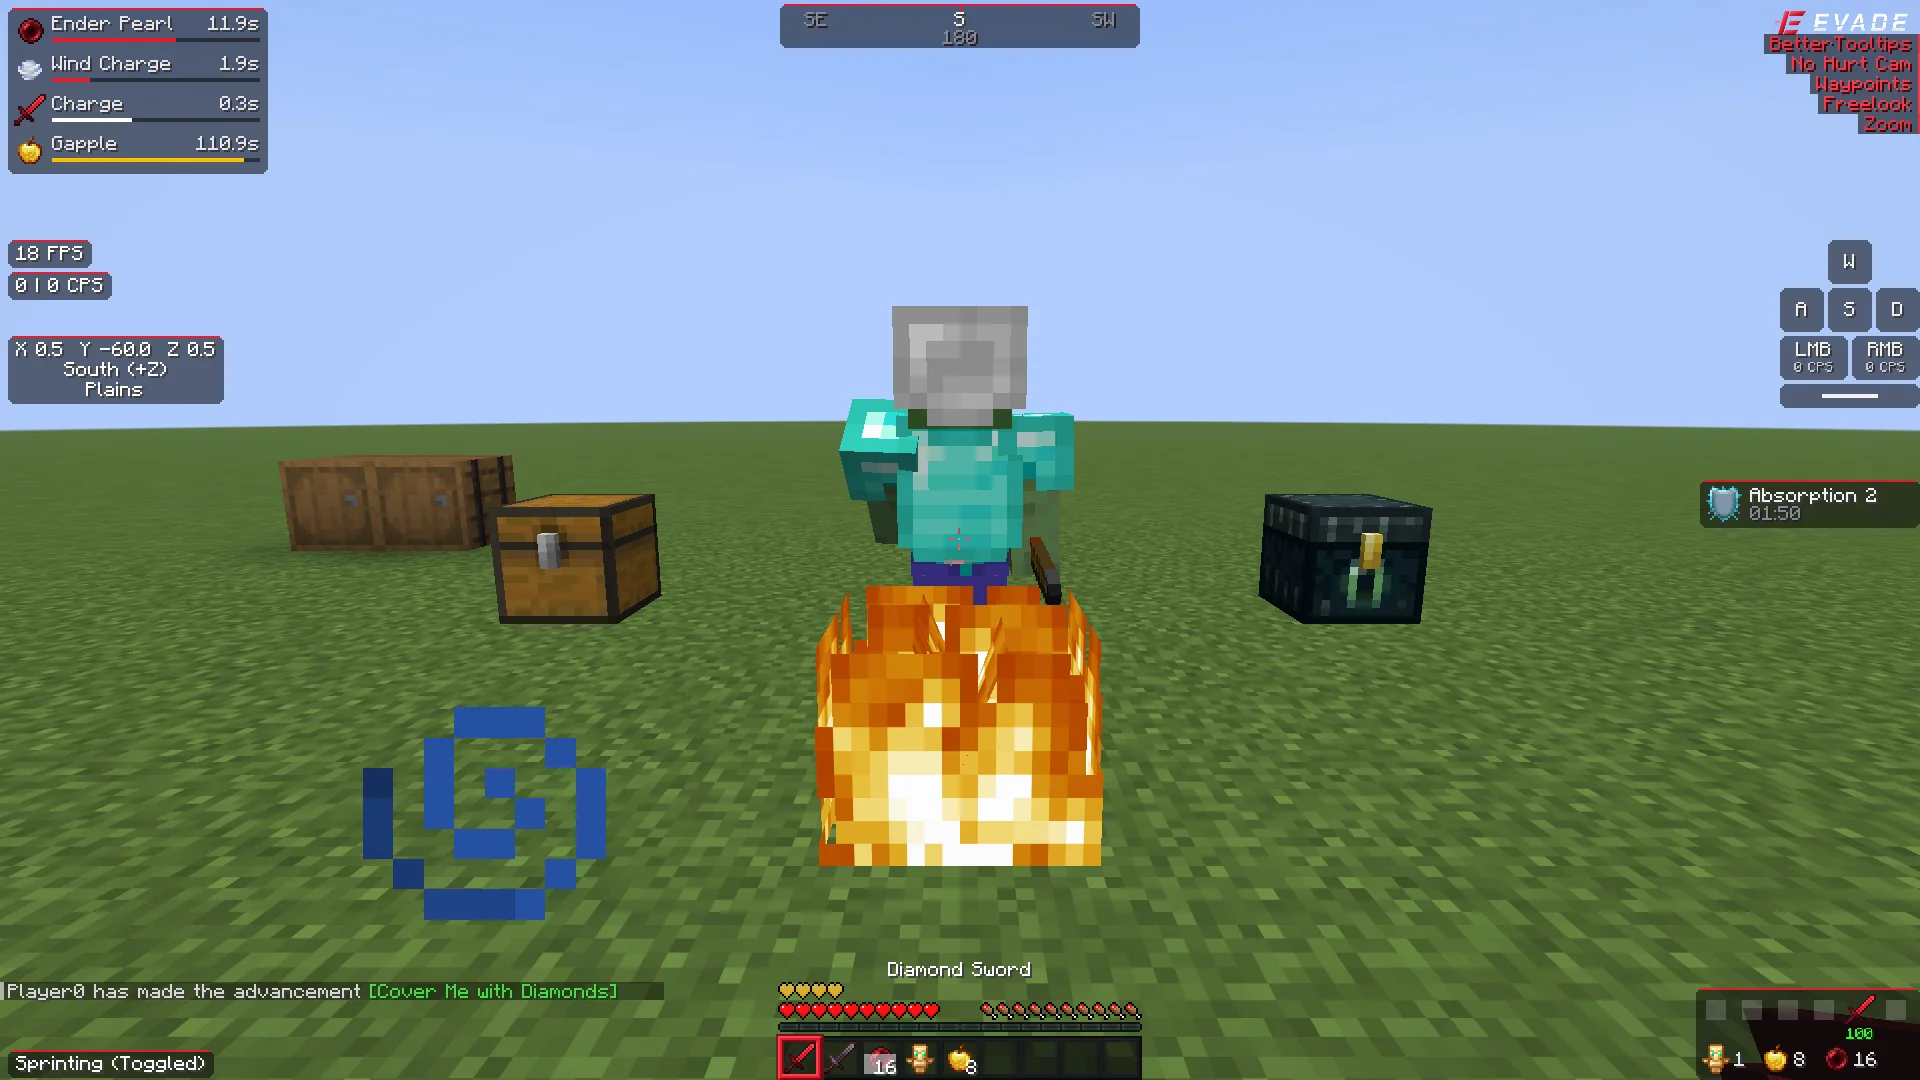 Ender Pearl 11.9s
Wind Charge 1.9s
Charge 0.3s
Gapple 110.9s
SE S SW
180
EVADE
BetterTooltips
No Hurt Cam
Waypoints
Freelook
Zoom
18 FPS
0 | 0 CPS
X 0.5 Y -60.0 Z 0.5
South (+Z)
Plains
W
A S D
LMB RMB
0 CPS 0 CPS
Absorption 2
01:50
Diamond Sword
Player0 has made the advancement [Cover Me with Diamonds]
Sprinting (Toggled)
16 8
100
1 8 16